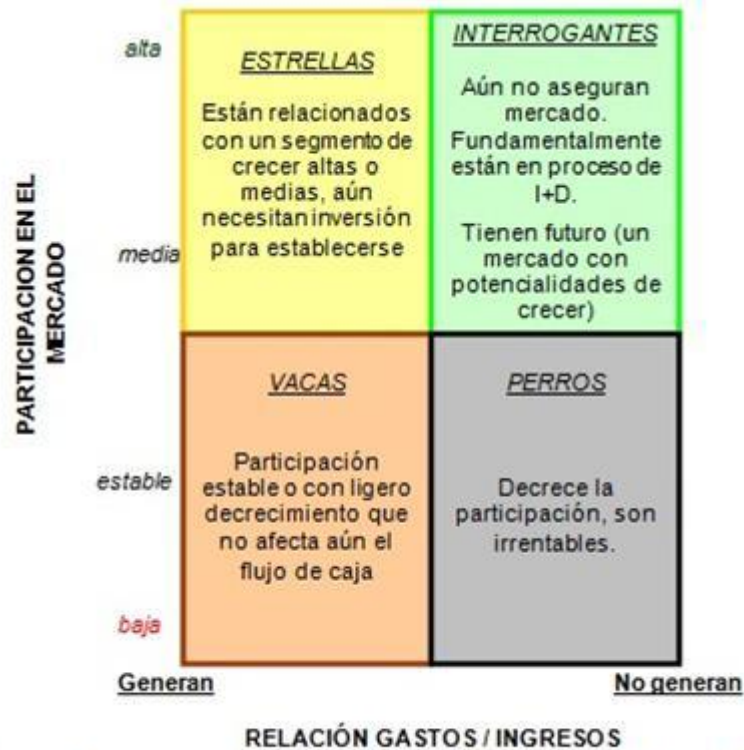 alta
media
estable
baja
PARTICIPACION EN EL
MERCADO
ESTRELLAS
Están relacionados
con un segmento de
crecer altas o
medias, aún
necesitan inversión
para establecerse
INTERROGANTES
Aún no aseguran
mercado.
Fundamentalmente
están en proceso de
I+D.
Tienen futuro (un
mercado con
potencialidades de
crecer)
VACAS
Participación
estable o con ligero
decrecimiento que
no afecta aún el
flujo de caja
PERROS
Decrece la
participación, son
irrentables.
Generan
No generan
RELACIÓN GASTOS / INGRESOS